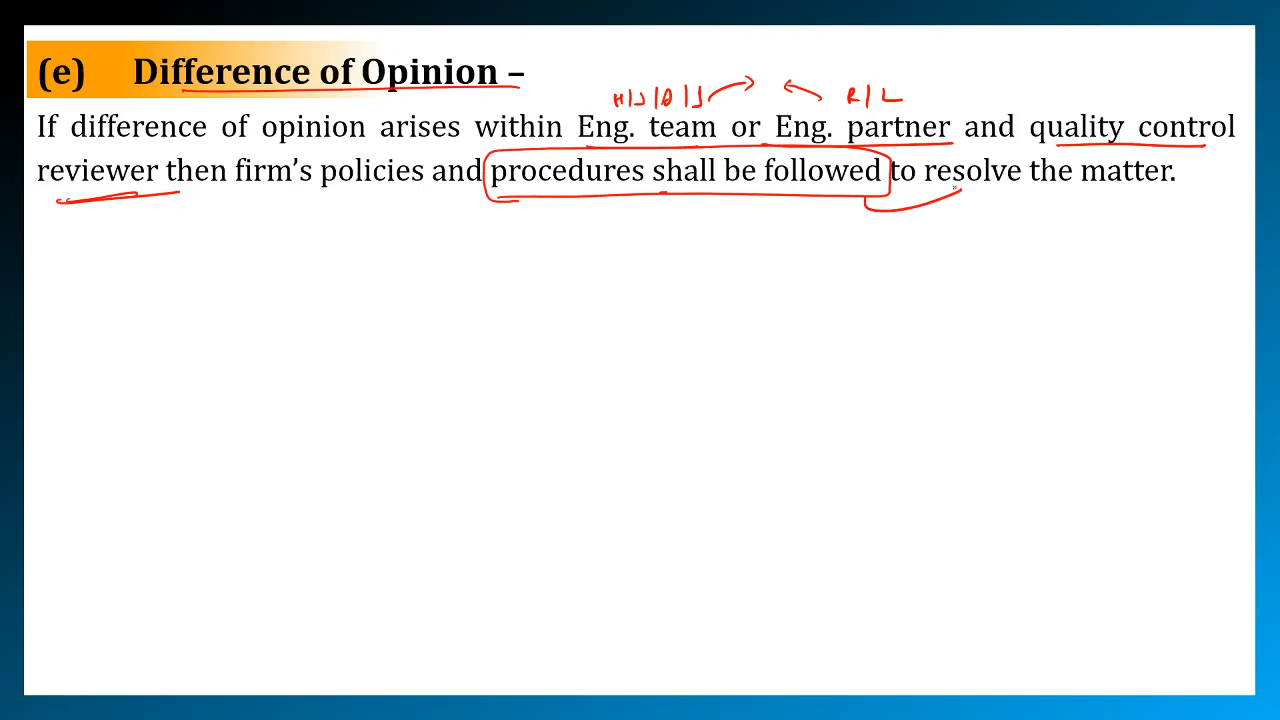 (e) Difference of Opinion –
R/L
If difference of opinion arises within Eng. team or Eng. partner and quality control
reviewer then firm’s policies and procedures shall be followed to resolve the matter.